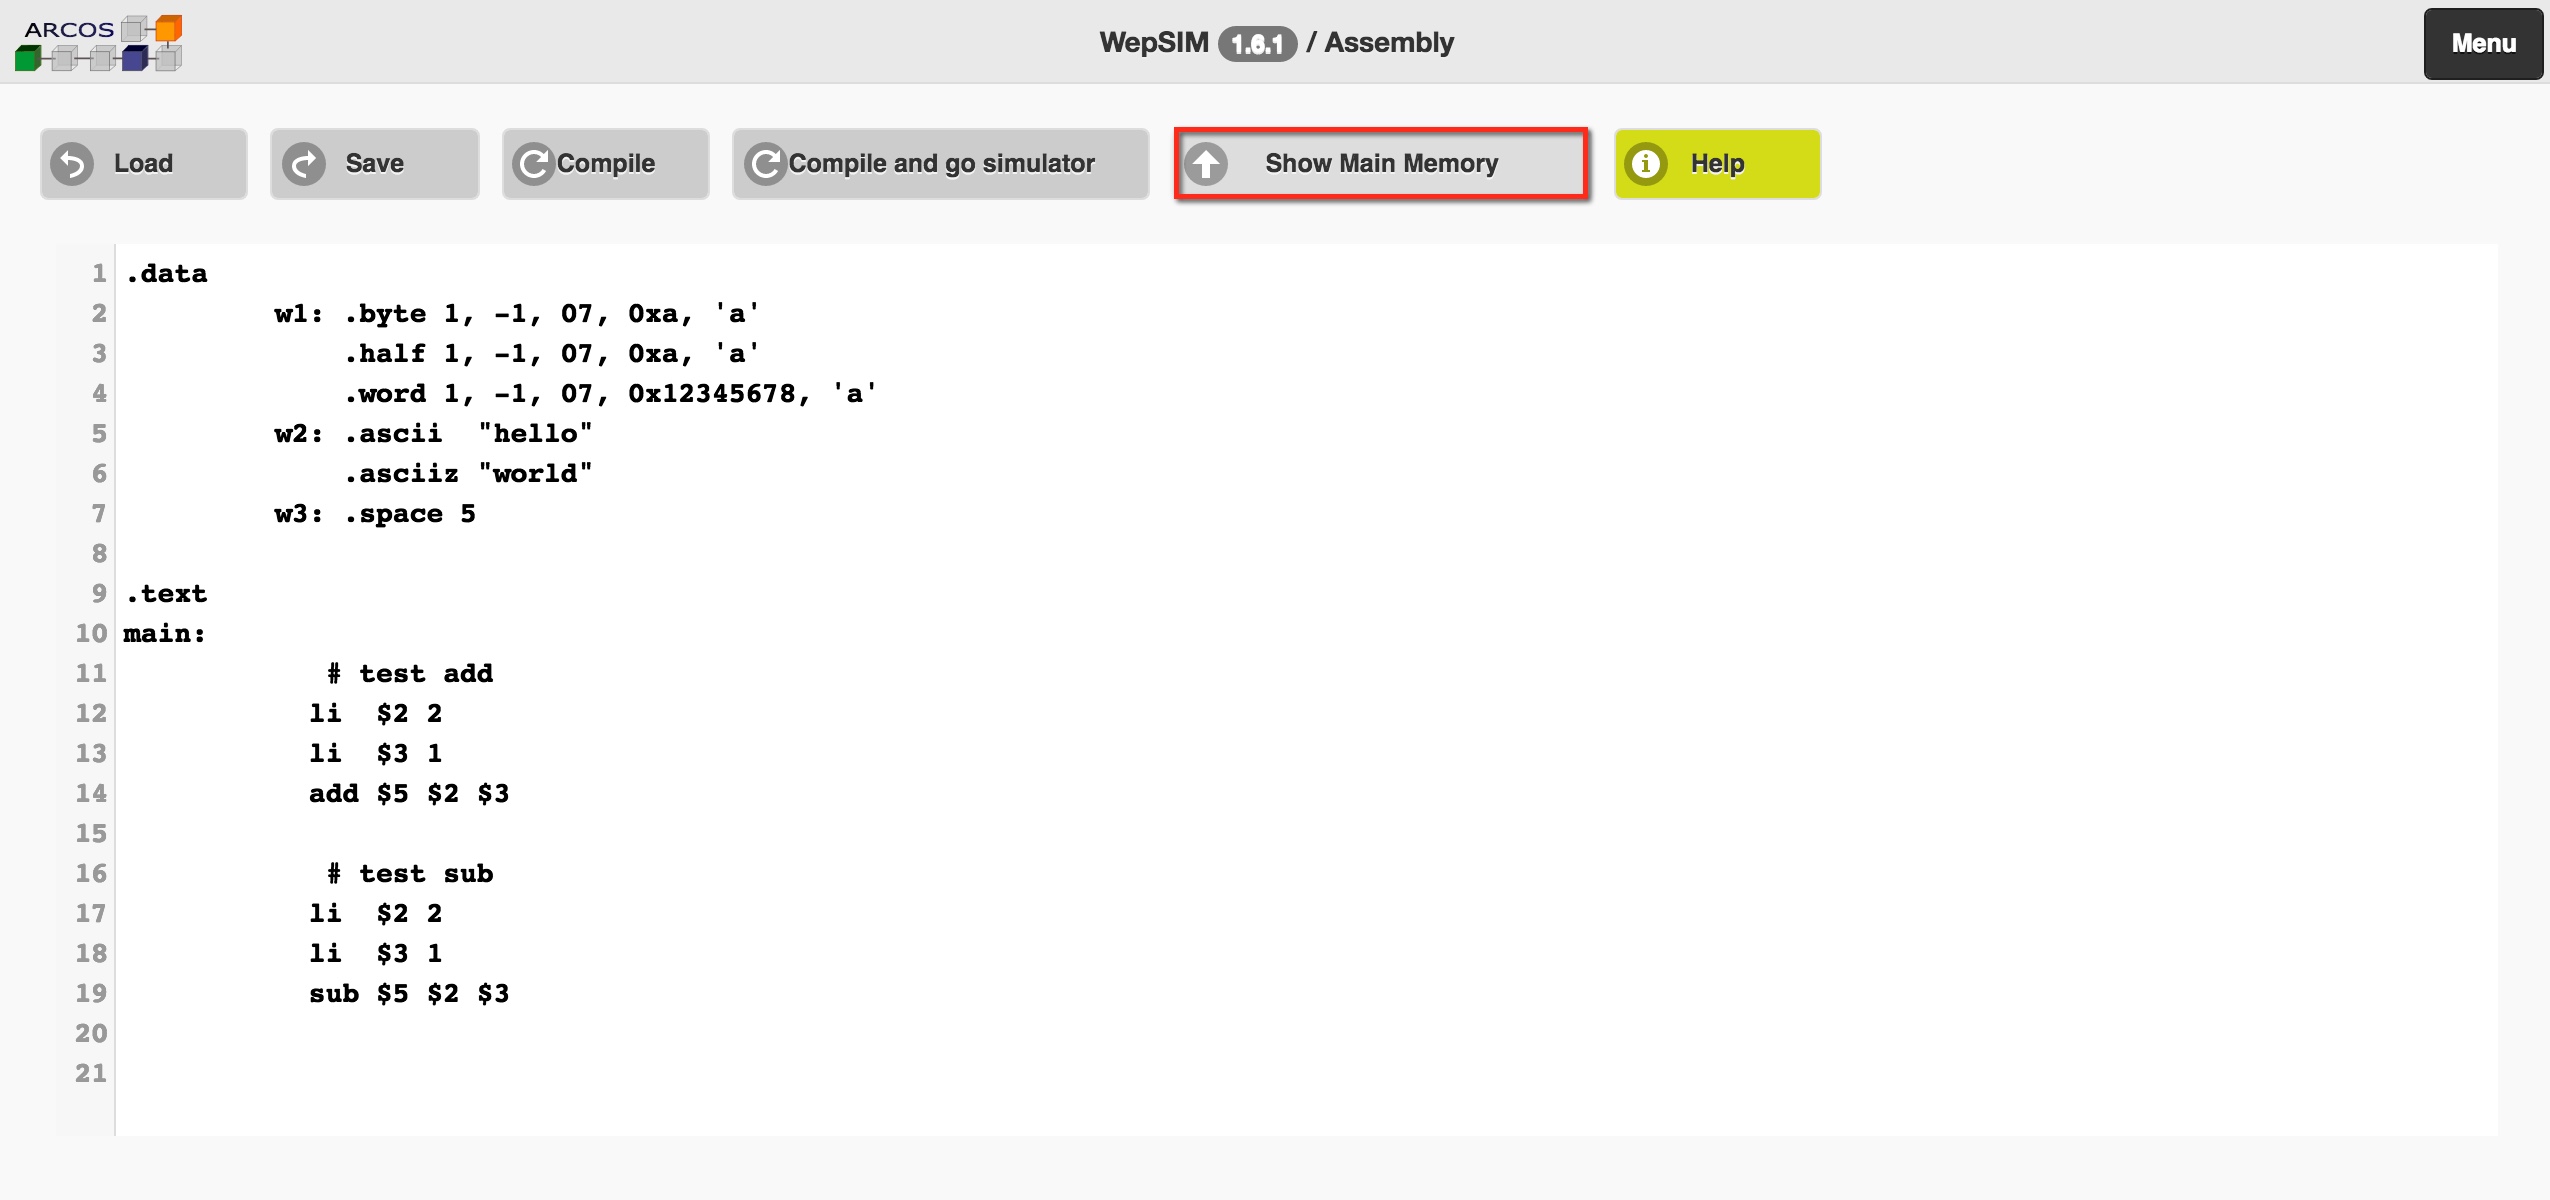 ARCOS
WepSIM 1.6.1 / Assembly
Menu
Load Save Compile Compile and go simulator Show Main Memory Help
1 .data
2 w1: .byte 1, -1, 07, 0xa, 'a'
3 .half 1, -1, 07, 0xa, 'a'
4 .word 1, -1, 07, 0x12345678, 'a'
5 w2: .ascii "hello"
6 .asciiz "world"
7 w3: .space 5
8
9 .text
10 main:
11 # test add
12 li $2 2
13 li $3 1
14 add $5 $2 $3
15
16 # test sub
17 li $2 2
18 li $3 1
19 sub $5 $2 $3
20
21